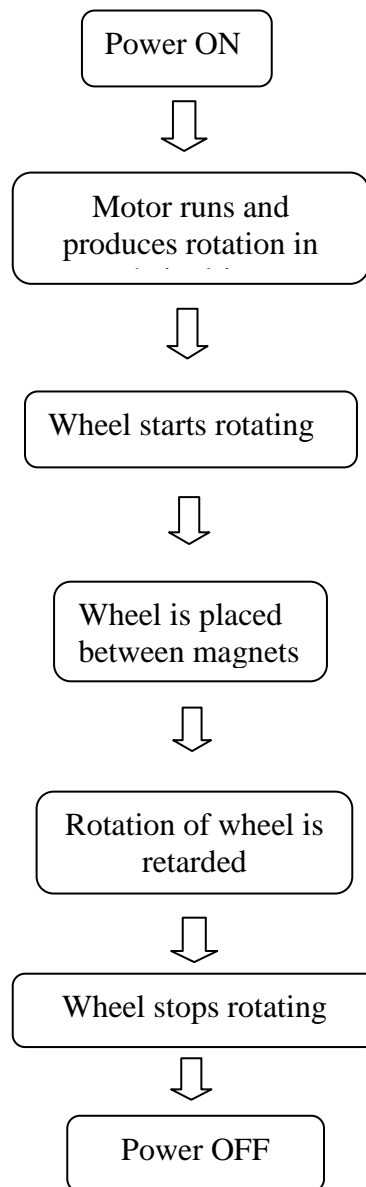 Power ON
Motor runs and
produces rotation in
Wheel starts rotating
Wheel is placed
between magnets
Rotation of wheel is
retarded
Wheel stops rotating
Power OFF